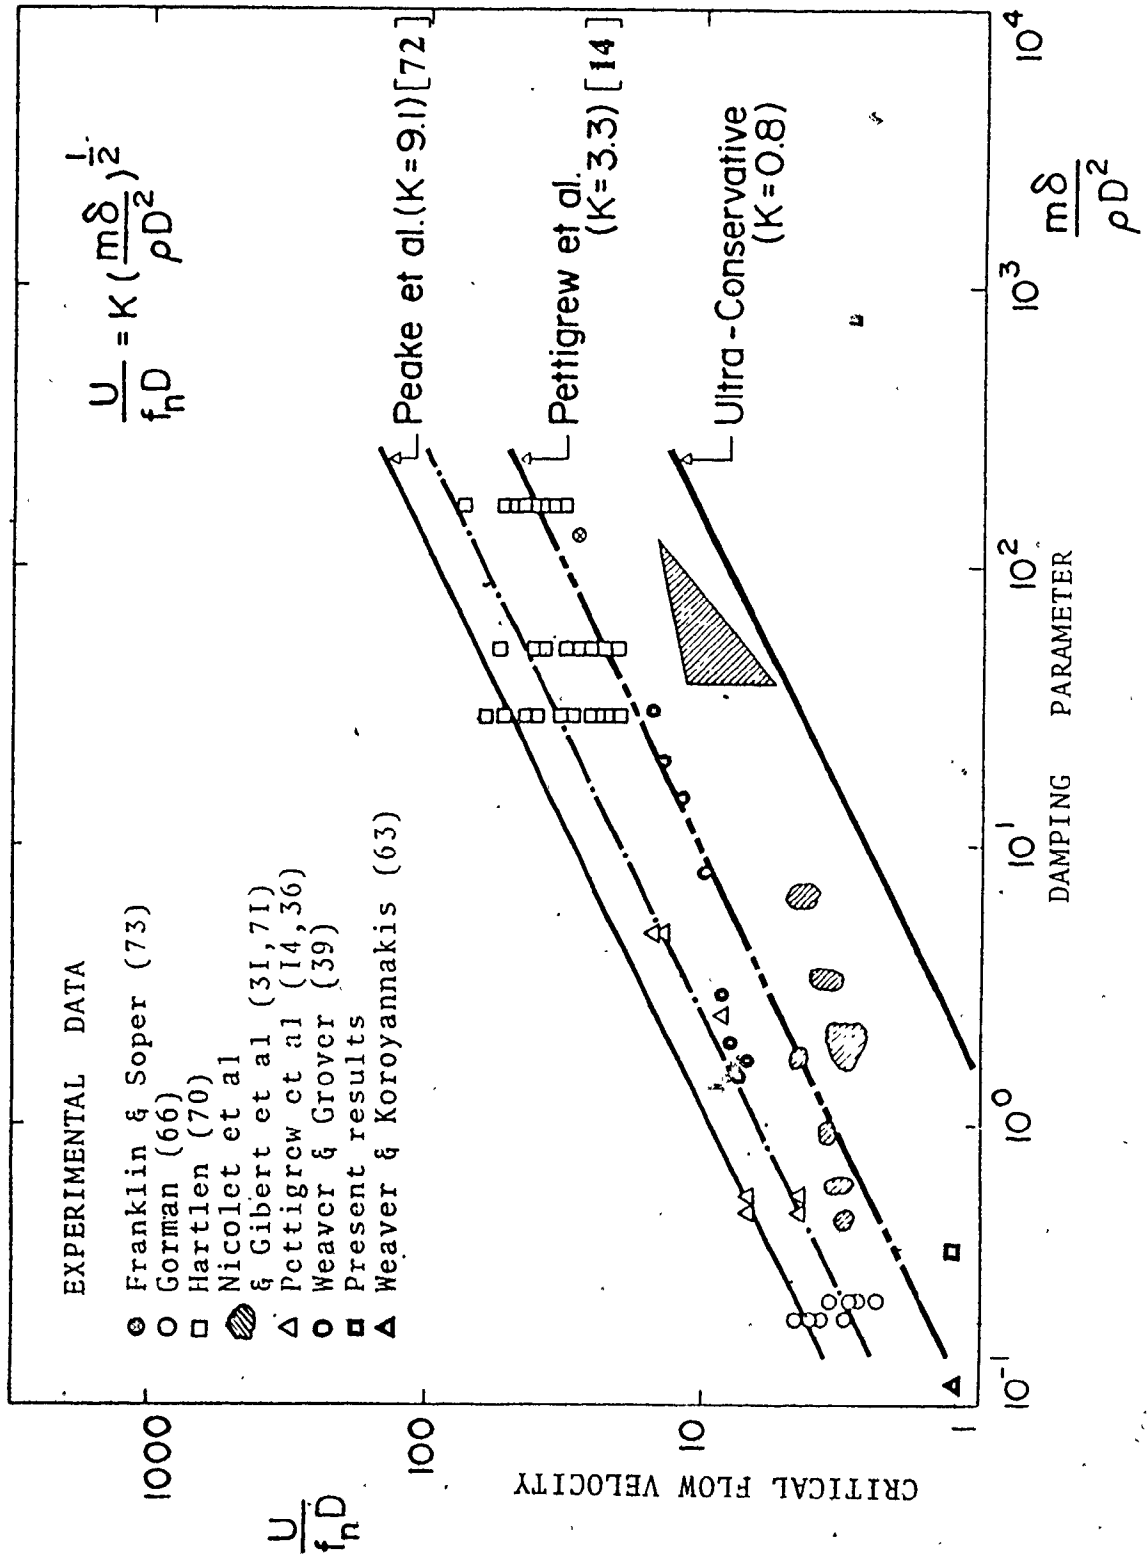 U/fₙD = K (mδ/ρD²)^½
EXPERIMENTAL DATA
Franklin & Soper (73)
Gorman (66)
Hartlen (70)
Nicolet et al
& Gibert et al (31,71)
Pettigrew et al (14,36)
Weaver & Grover (39)
Present results
Weaver & Koroyannakis (63)
Peake et al.(K=9.1)[72]
Pettigrew et al.
(K=3.3) [14]
Ultra-Conservative
(K=0.8)
U/fₙD
CRITICAL FLOW VELOCITY
1000
100
10
1
10⁻¹
10⁰
10¹
10²
10³
10⁴
DAMPING PARAMETER
mδ/ρD²